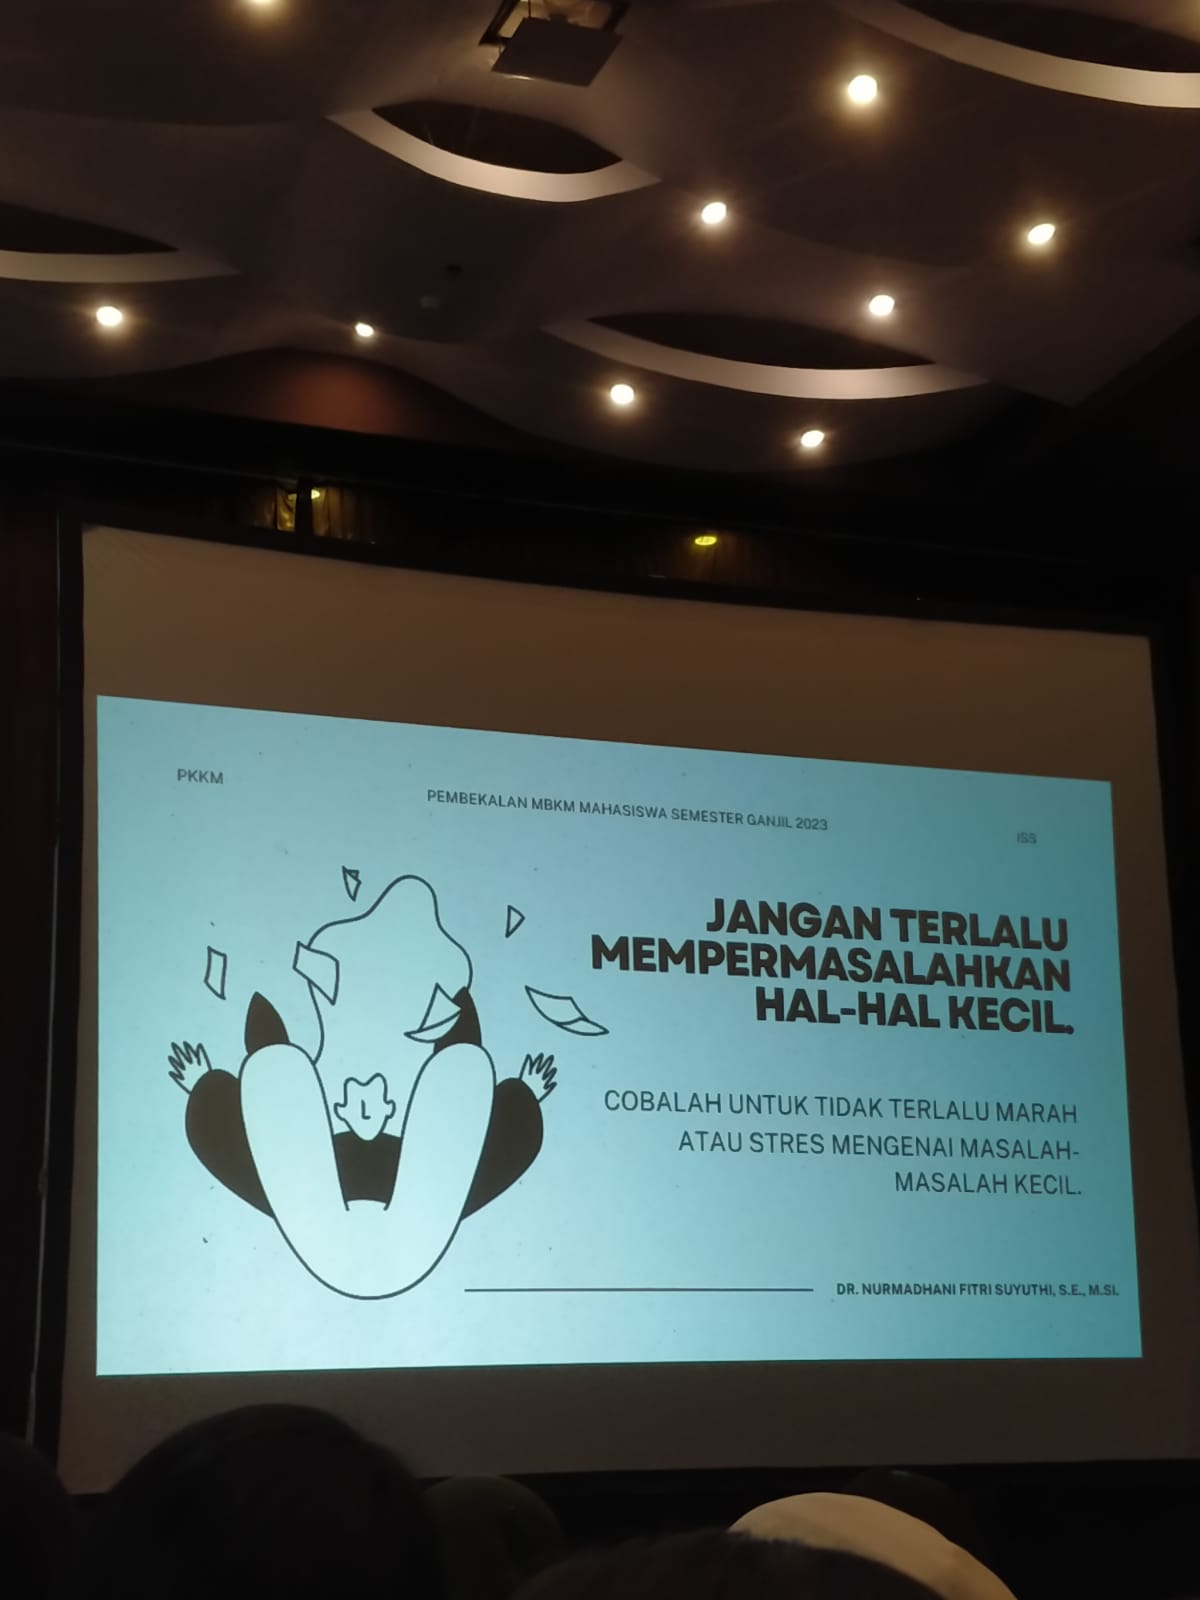 PKKM
PEMBEKALAN MBKM MAHASISWA SEMESTER GANJIL 2023
ISS
JANGAN TERLALU
MEMPERMASALAHKAN
HAL-HAL KECIL.
COBALAH UNTUK TIDAK TERLALU MARAH
ATAU STRES MENGENAI MASALAH-
MASALAH KECIL.
DR. NURMADHANI FITRI SUYUTHI, S.E., M.SI.